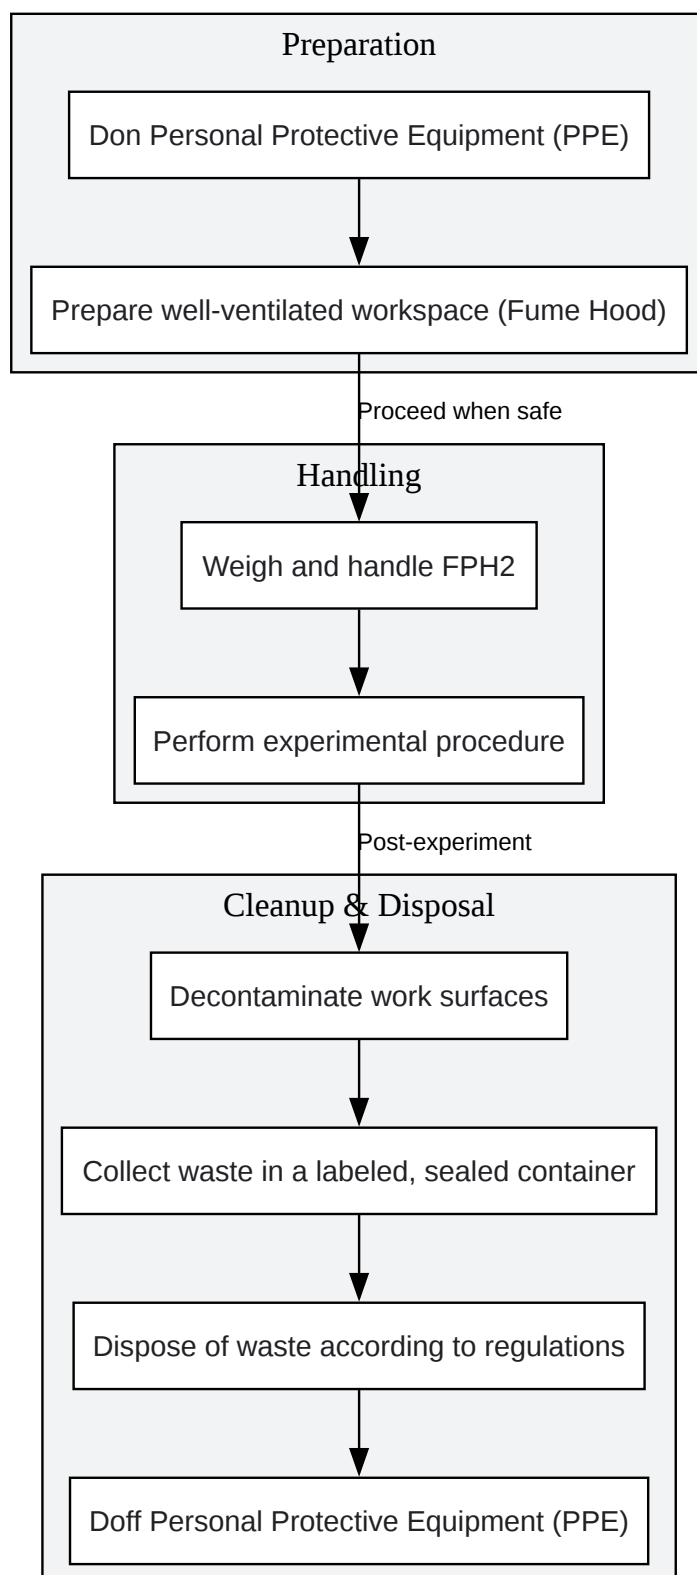 Preparation
Don Personal Protective Equipment (PPE)
Prepare well-ventilated workspace (Fume Hood)
Proceed when safe
Handling
Weigh and handle FPH2
Perform experimental procedure
Post-experiment
Cleanup & Disposal
Decontaminate work surfaces
Collect waste in a labeled, sealed container
Dispose of waste according to regulations
Doff Personal Protective Equipment (PPE)